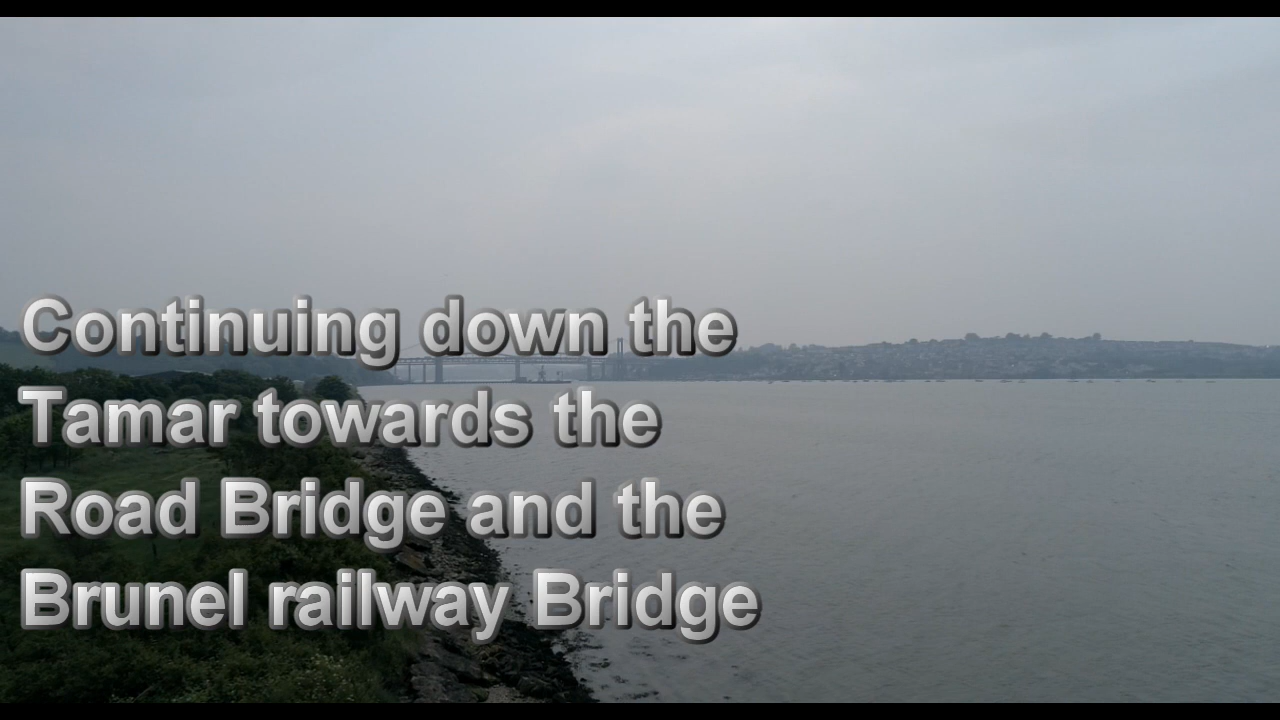 Continuing down the
Tamar towards the
Road Bridge and the
Brunel railway Bridge